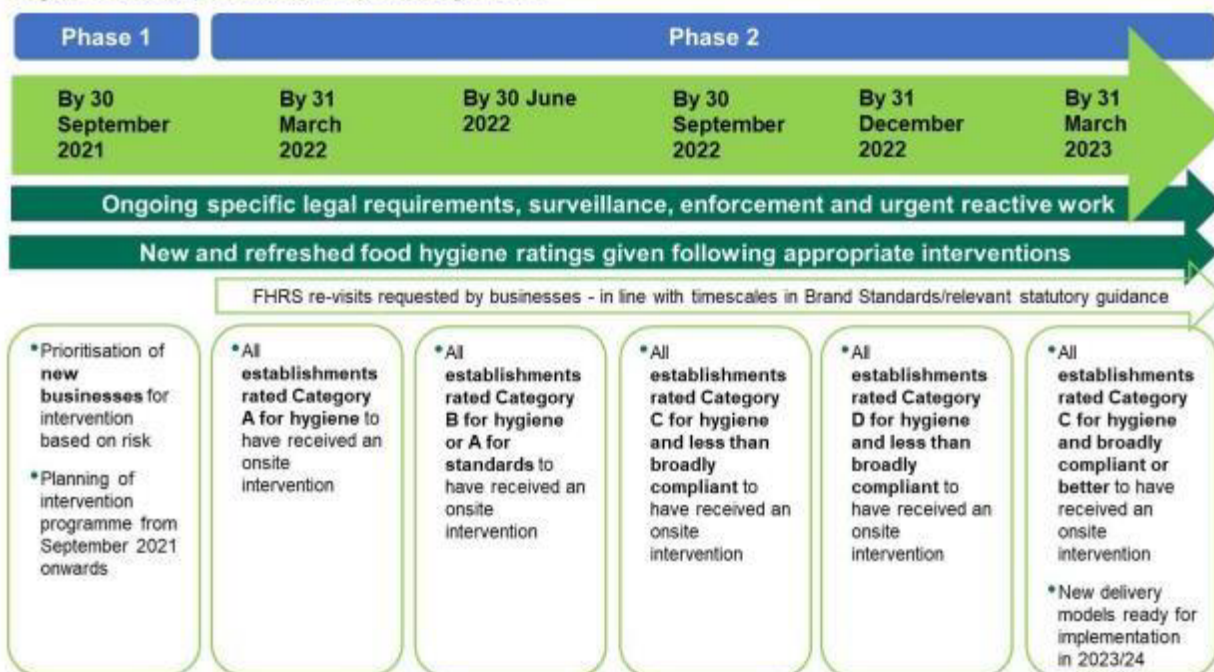 Phase 1
Phase 2
By 30
September
2021
By 31
March
2022
By 30 June
2022
By 30
September
2022
By 31
December
2022
By 31
March
2023
Ongoing specific legal requirements, surveillance, enforcement and urgent reactive work
New and refreshed food hygiene ratings given following appropriate interventions
FHRS re-visits requested by businesses - in line with timescales in Brand Standards/relevant statutory guidance
•Prioritisation of
new
businesses for
intervention
based on risk
•Planning of
intervention
programme from
September 2021
onwards
•All
establishments
rated Category
A for hygiene to
have received an
onsite
intervention
•All
establishments
rated Category
B for hygiene
or A for
standards to
have received an
onsite
intervention
•All
establishments
rated Category
C for hygiene
and less than
broadly
compliant to
have received an
onsite
intervention
•All
establishments
rated Category
D for hygiene
and less than
broadly
compliant to
have received an
onsite
intervention
•All
establishments
rated Category
C for hygiene
and broadly
compliant or
better to have
received an
onsite
intervention
•New delivery
models ready for
implementation
in 2023/24